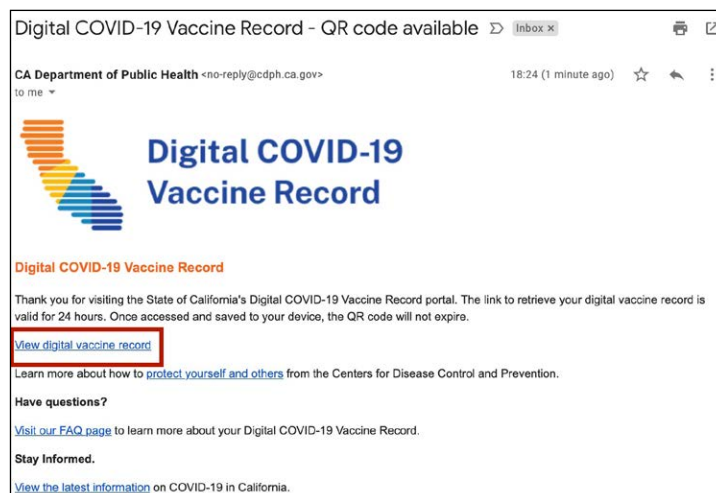 Digital COVID-19 Vaccine Record - QR code available Inbox ×
CA Department of Public Health <no-reply@cdph.ca.gov> 18:24 (1 minute ago)
to me
Digital COVID-19
Vaccine Record
Digital COVID-19 Vaccine Record
Thank you for visiting the State of California's Digital COVID-19 Vaccine Record portal. The link to retrieve your digital vaccine record is
valid for 24 hours. Once accessed and saved to your device, the QR code will not expire.
View digital vaccine record
Learn more about how to protect yourself and others from the Centers for Disease Control and Prevention.
Have questions?
Visit our FAQ page to learn more about your Digital COVID-19 Vaccine Record.
Stay Informed.
View the latest information on COVID-19 in California.